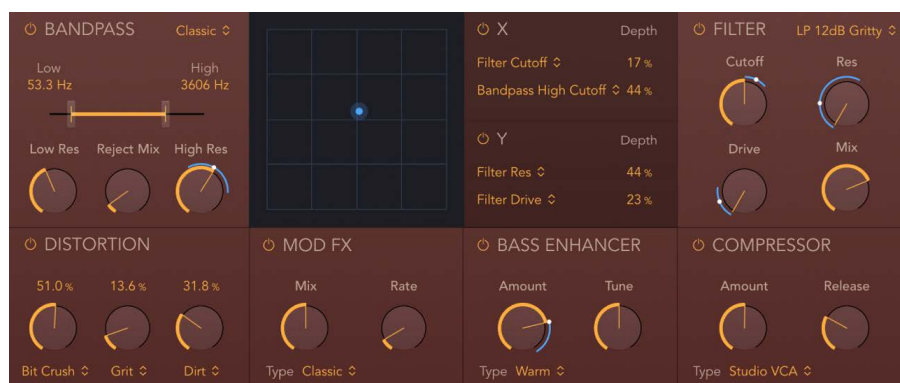 BANDPASS Classic
Low High
53.3 Hz 3606 Hz
Low Res Reject Mix High Res
X Depth
Filter Cutoff 17 %
Bandpass High Cutoff 44 %
Y Depth
Filter Res 44 %
Filter Drive 23 %
FILTER LP 12dB Gritty
Cutoff Res
Drive Mix
DISTORTION
51.0 % 13.6 % 31.8 %
Bit Crush Grit Dirt
MOD FX
Mix Rate
Type Classic
BASS ENHANCER
Amount Tune
Type Warm
COMPRESSOR
Amount Release
Type Studio VCA